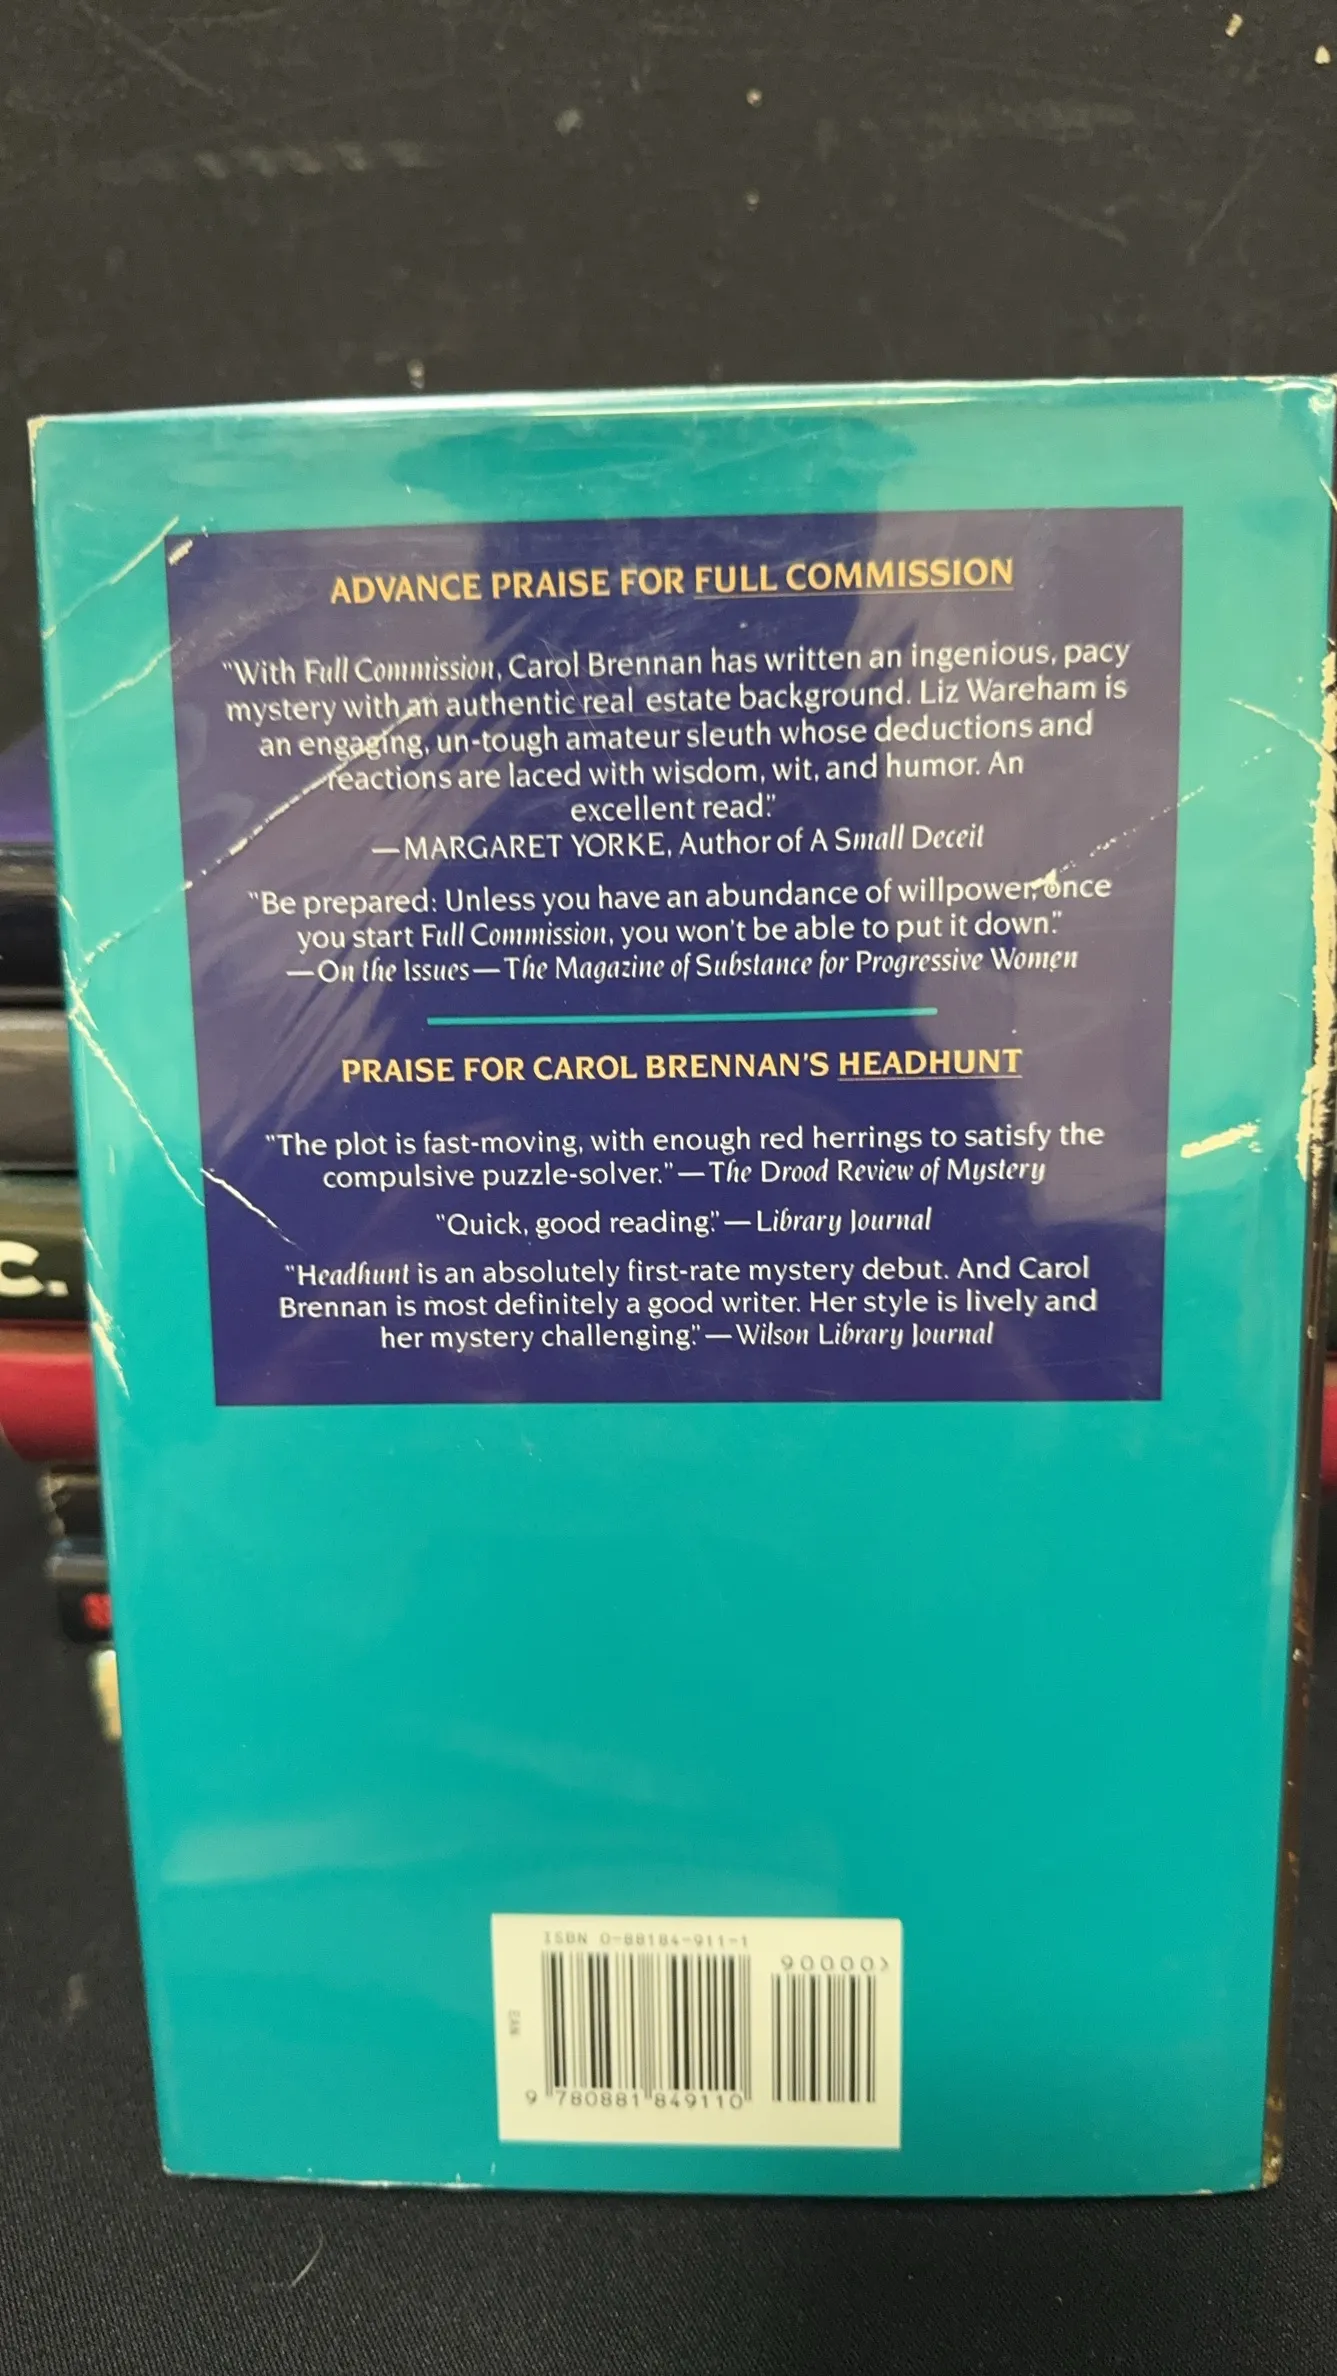 ADVANCE PRAISE FOR FULL COMMISSION
"With Full Commission, Carol Brennan has written an ingenious, pacy
mystery with an authentic real estate background. Liz Wareham is
an engaging, un-tough amateur sleuth whose deductions and
reactions are laced with wisdom, wit, and humor. An
excellent read."
—MARGARET YORKE, Author of A Small Deceit
"Be prepared: Unless you have an abundance of willpower, once
you start Full Commission, you won't be able to put it down."
—On the Issues—The Magazine of Substance for Progressive Women
PRAISE FOR CAROL BRENNAN'S HEADHUNT
"The plot is fast-moving, with enough red herrings to satisfy the
compulsive puzzle-solver."—The Drood Review of Mystery
"Quick, good reading."—Library Journal
"Headhunt is an absolutely first-rate mystery debut. And Carol
Brennan is most definitely a good writer. Her style is lively and
her mystery challenging."—Wilson Library Journal
C.
ISBN 0-88184-911-1
90000>
EAN
9 780881 849110